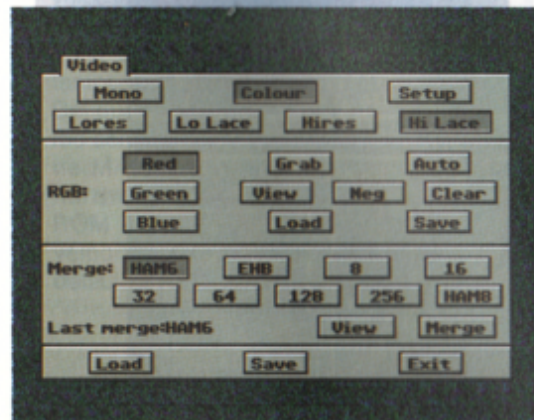 Video
Mono Colour Setup
Lores Lo Lace Hires Hi Lace
Red Grab Auto
RGB: Green View Neg Clear
Blue Load Save
Merge: HAM6 EHB 8 16
32 64 128 256 HAM8
Last merge:HAM6 View Merge
Load Save Exit